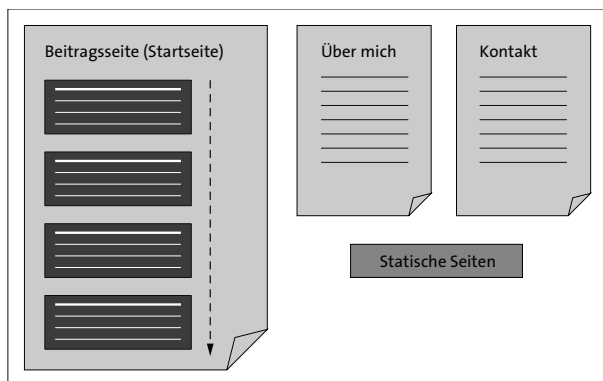 Beitragsseite (Startseite)
Über mich
Kontakt
Statische Seiten